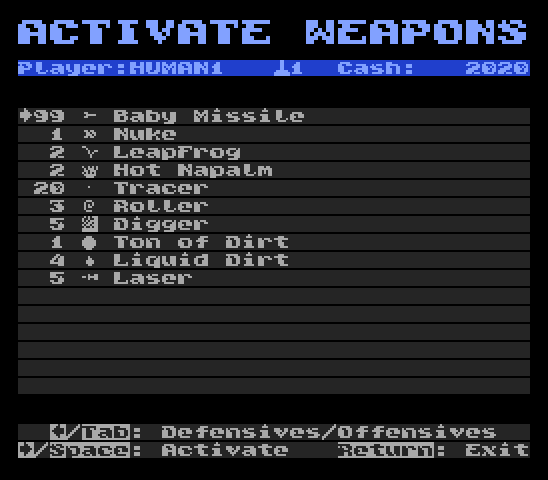 ACTIVATE WEAPONS
Player:HUMAN1 1 Cash: 2020
99 Baby Missile
1 Nuke
2 LeapFrog
2 Hot Napalm
20 Tracer
3 Roller
5 Digger
1 Ton of Dirt
4 Liquid Dirt
5 Laser
←/Tab: Defensives/Offensives
→/Space: Activate Return: Exit